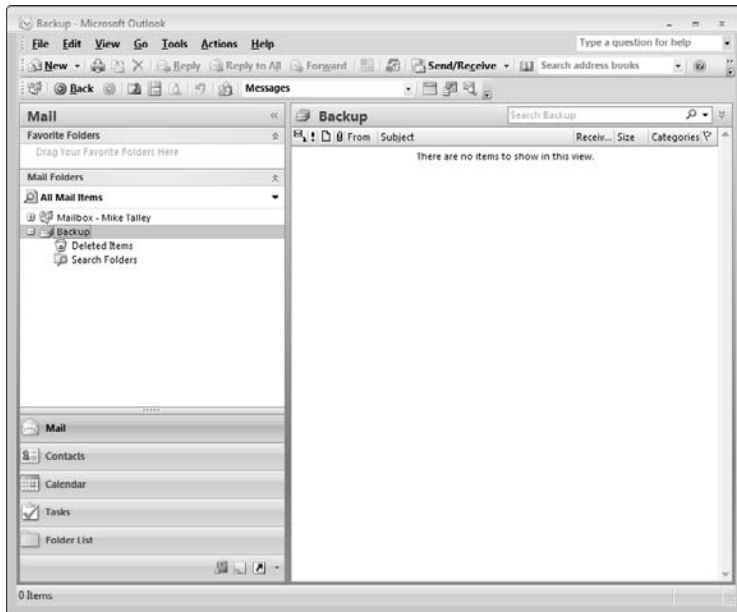 Backup - Microsoft Outlook
File Edit View Go Tools Actions Help Type a question for help
New Reply Reply to All Forward Send/Receive Search address books
Back Messages
Mail
Favorite Folders
Drag Your Favorite Folders Here
Mail Folders
All Mail Items
Mailbox - Mike Talley
Backup
Deleted Items
Search Folders
Mail
Contacts
Calendar
Tasks
Folder List
Backup Search Backup
! From Subject Receiv... Size Categories
There are no items to show in this view.
0 Items